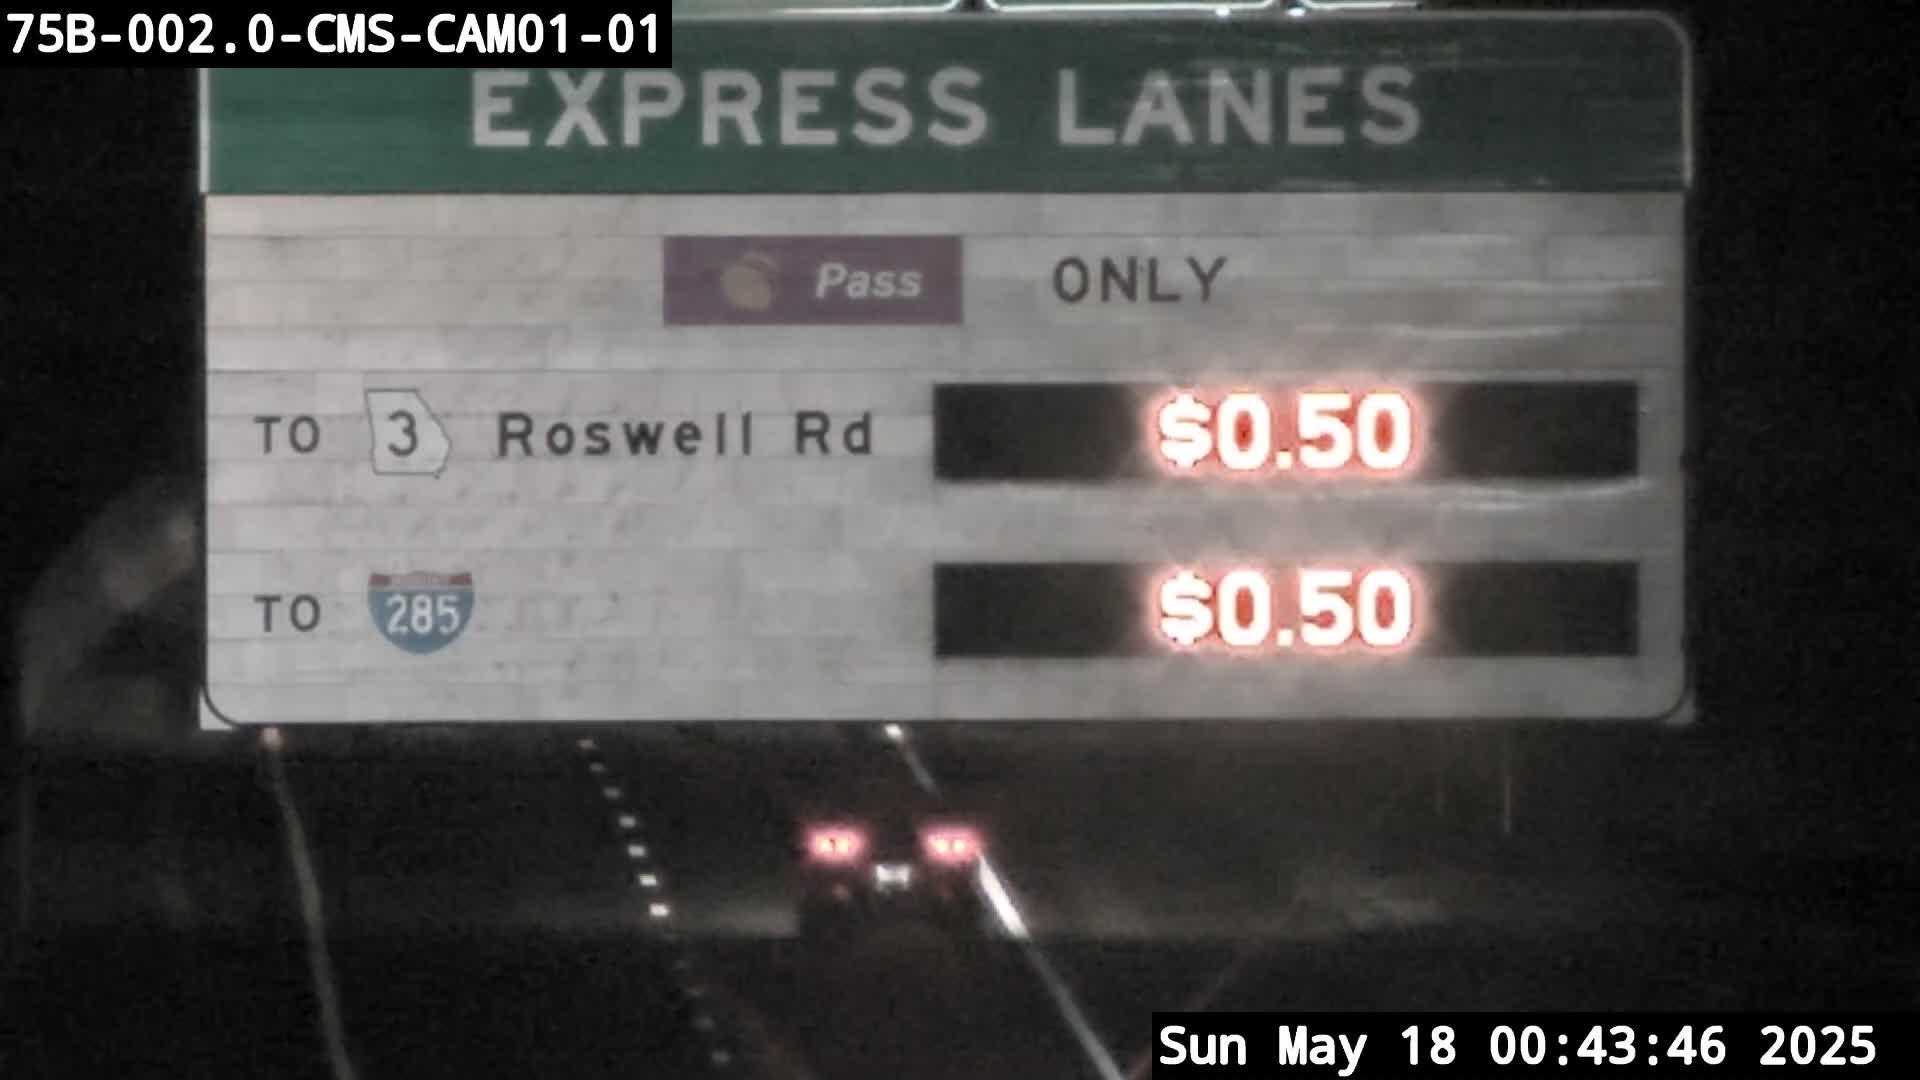 75B-002.0-CMS-CAM01-01
EXPRESS LANES
Pass ONLY
TO 3 Roswell Rd $0.50
TO 285 $0.50
Sun May 18 00:43:46 2025